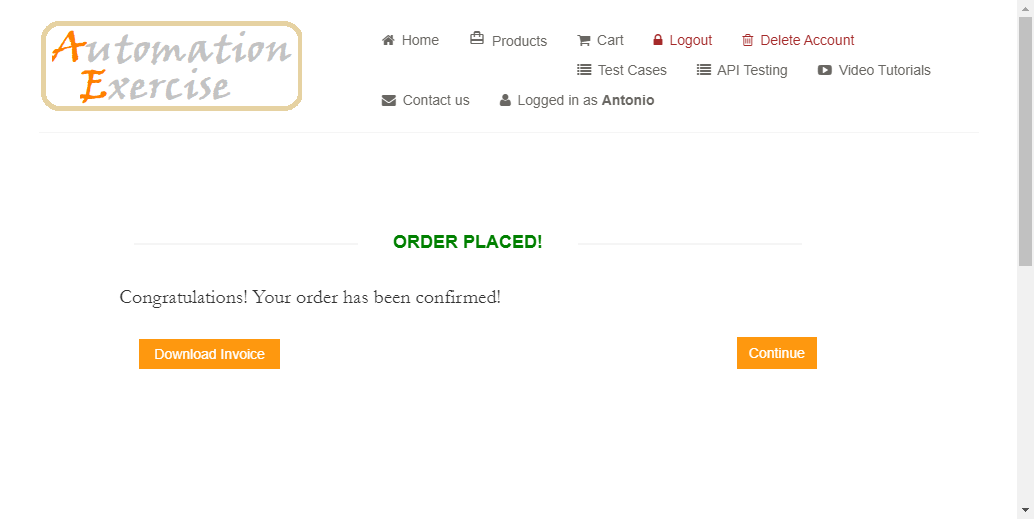 Automation
Exercise
Home Products Cart Logout Delete Account
Test Cases API Testing Video Tutorials
Contact us Logged in as Antonio
ORDER PLACED!
Congratulations! Your order has been confirmed!
Download Invoice Continue